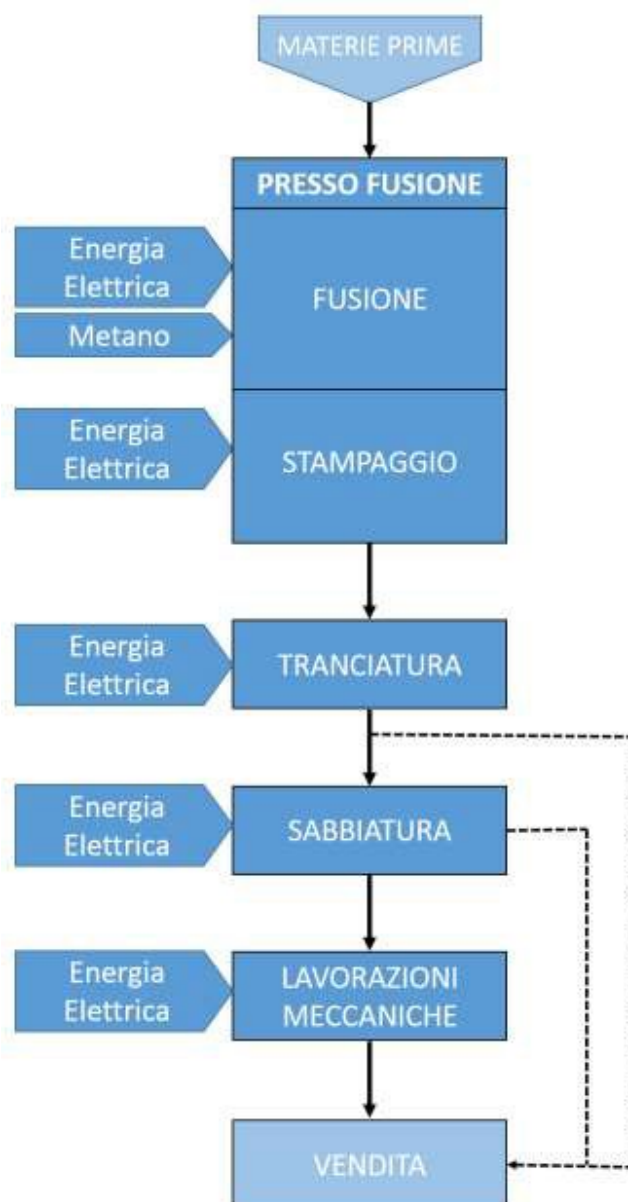 MATERIE PRIME
PRESSO FUSIONE
Energia
Elettrica
Metano
FUSIONE
Energia
Elettrica
STAMPAGGIO
Energia
Elettrica
TRANCIATURA
Energia
Elettrica
SABBIATURA
Energia
Elettrica
LAVORAZIONI
MECCANICHE
VENDITA